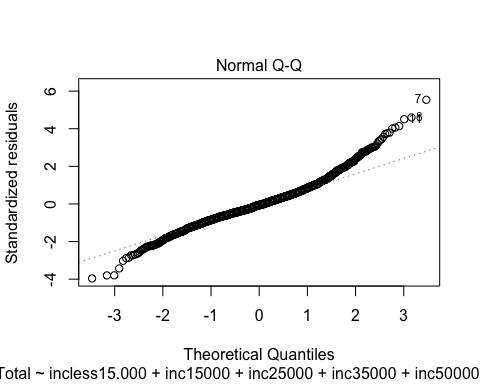 Normal Q-Q
Standardized residuals
6
4
2
0
-2
-4
7
-3 -2 -1 0 1 2 3
Theoretical Quantiles
Total ~ incless15.000 + inc15000 + inc25000 + inc35000 + inc50000